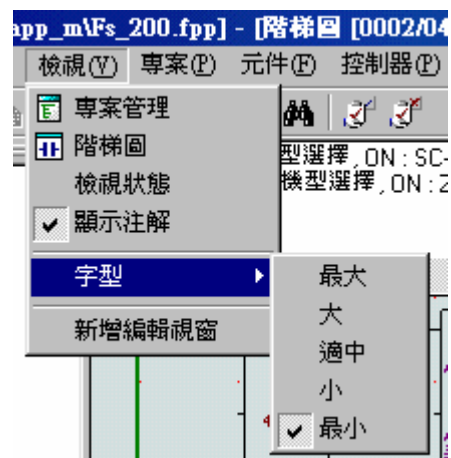 app_m\Fs_200.fpp] - [階梯圖 [0002/04
檢視(V) 專案(P) 元件(F) 控制器(P)
專案管理
階梯圖
型選擇,ON:SC-
檢視狀態
機型選擇,ON:2
顯示注解
字型
最大
新增編輯視窗
大
適中
小
最小